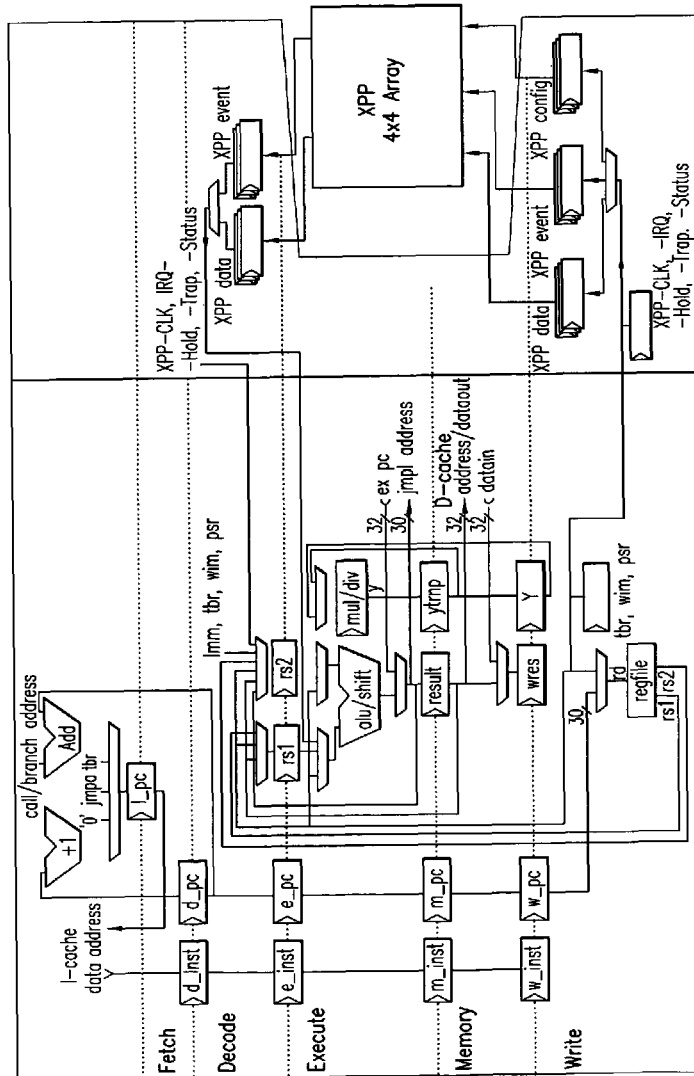 call/branch address
I-cache
data address
+1
Add
'0' jmpa tbr
I_pc
Fetch
d_inst
d_pc
Decode
Imm, tbr, wim, psr
XPP-CLK, IRQ-
-Hold, -Trap, -Status
XPP data
XPP event
e_inst
e_pc
rs1
rs2
Execute
alu/shift
mul/div
y
32
ex pc
30
jmpl address
XPP
4x4 Array
m_inst
m_pc
result
ytmp
Memory
32
D-cache
address/dataout
32
datain
w_inst
w_pc
wres
Y
XPP data
XPP event
XPP config
Write
30
rd
regfile
rs1 rs2
tbr, wim, psr
XPP-CLK, -IRQ,
-Hold, -Trap. -Status